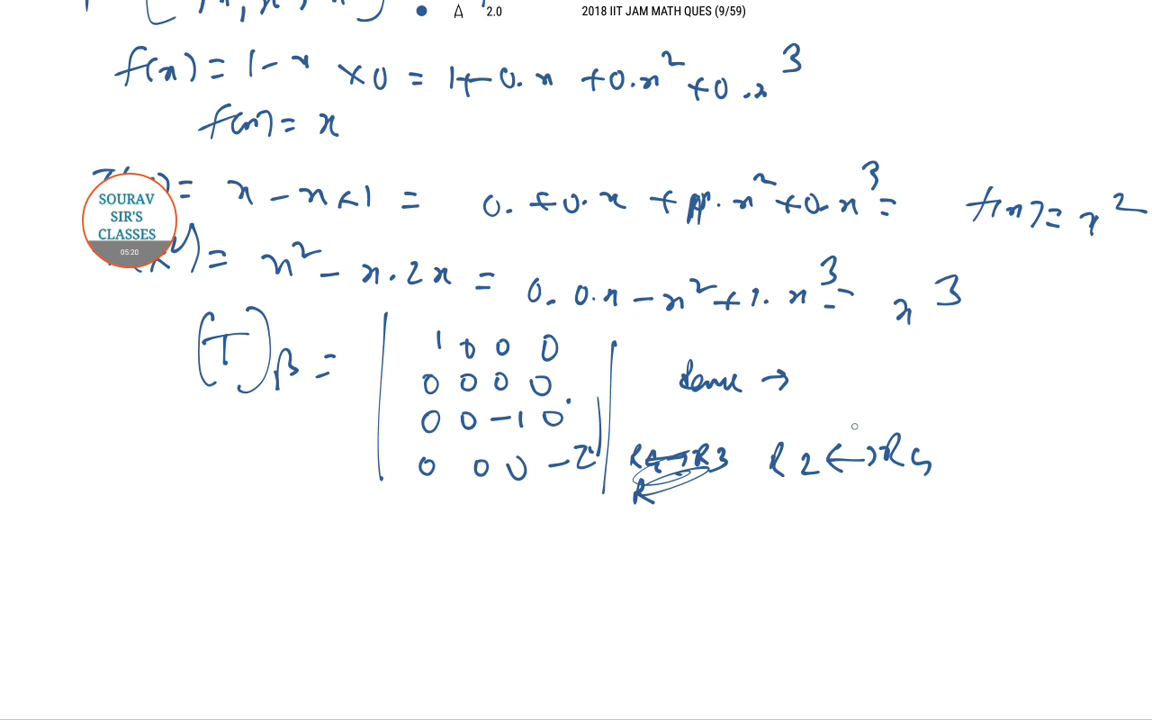 2.0 2018 IIT JAM MATH QUES (9/59)
f(x) = 1 - x × 0 = 1 + 0.x + 0.x² + 0.x³
f(x) = x
= x - x × 1 = 0. + 0.x + .x² + 0.x³ = f(x) = x²
SOURAV
SIR'S
CLASSES
05:20
= x² - x.2x = 0. 0.x - x² + 1.x³ = x³
(T)β =
1 0 0 0
0 0 0 0
0 0 -1 0
0 0 0 -2
R2 ↔ R4